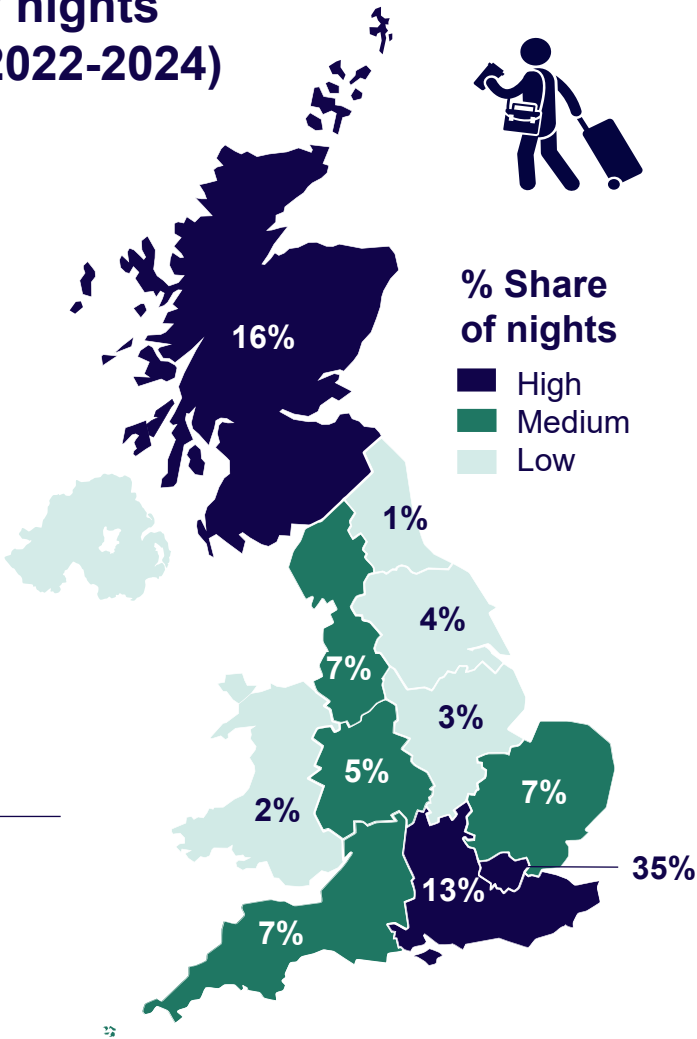 nights
2022-2024)
% Share
of nights
High
Medium
Low
16%
1%
4%
7%
3%
5%
7%
2%
35%
13%
7%